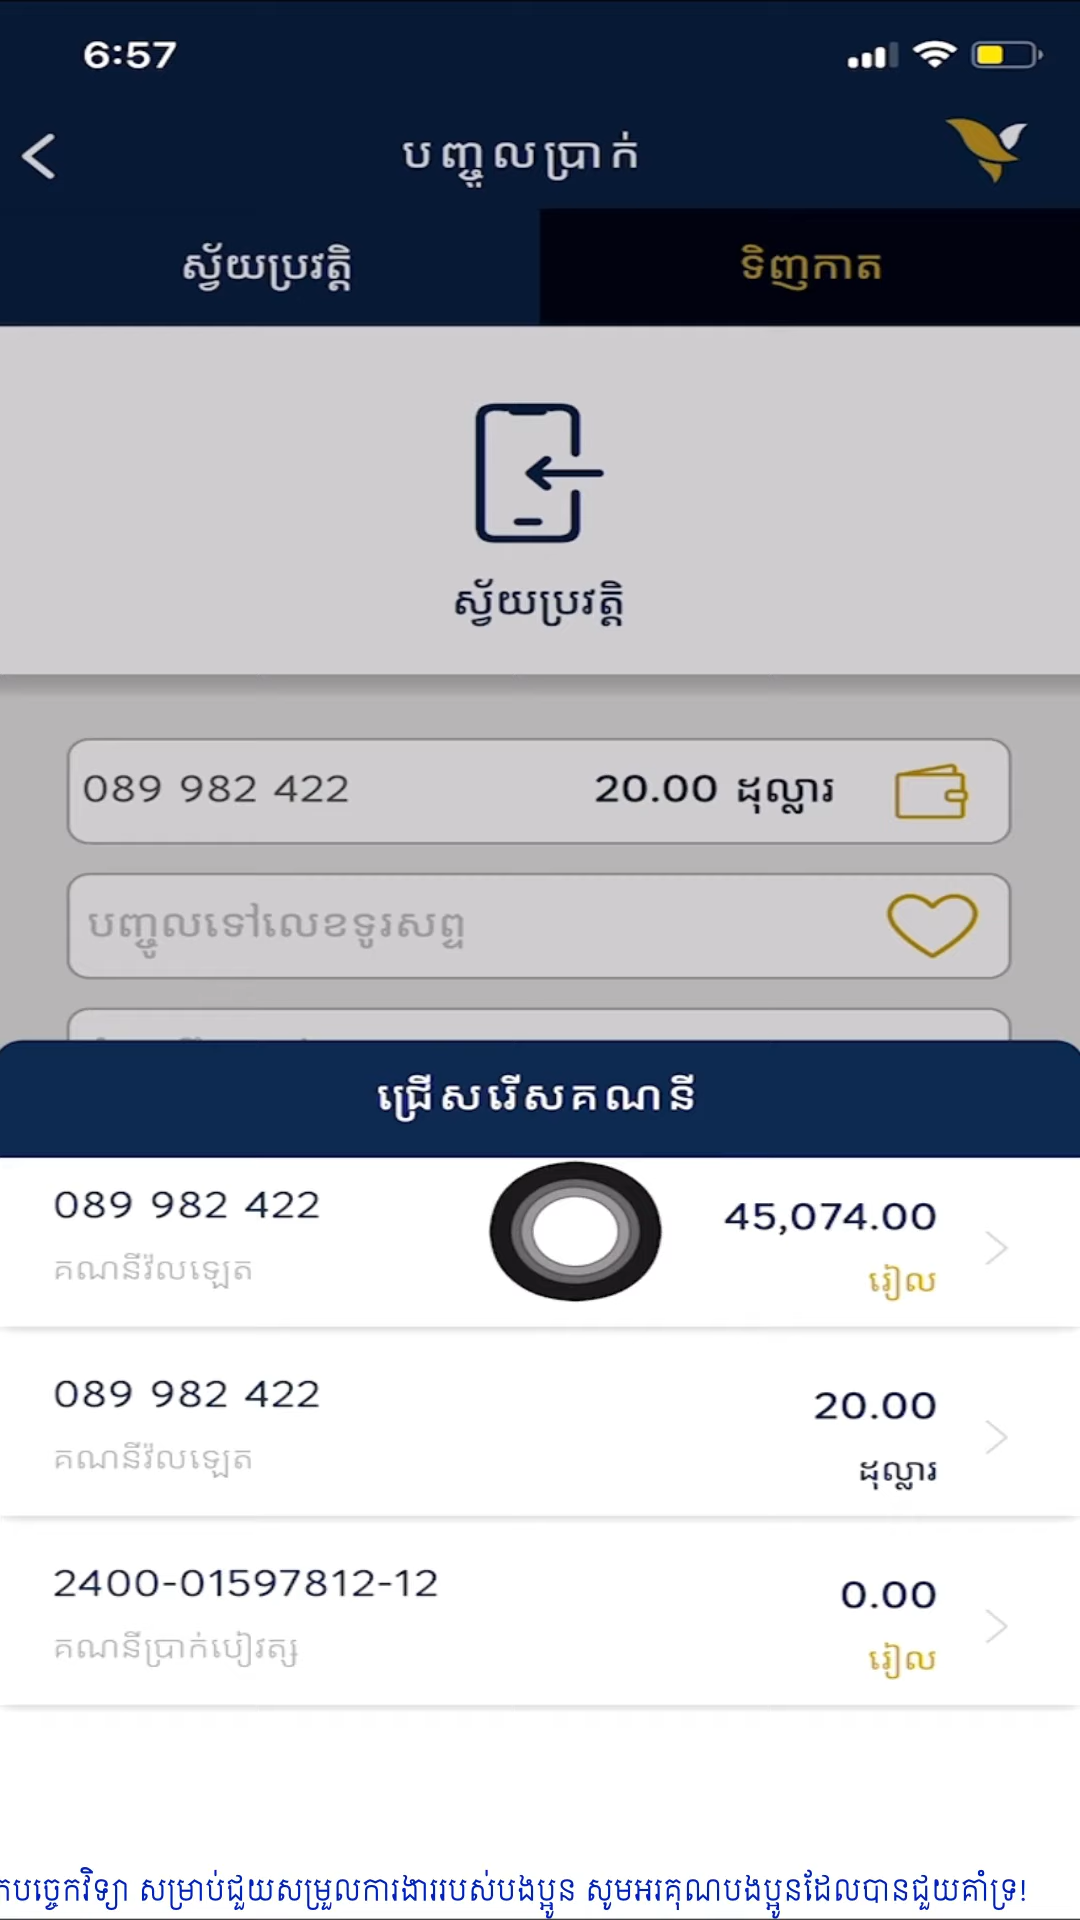 6:57
បញ្ចូលប្រាក់
ស្វ័យប្រវត្តិ
ទិញកាត
ស្វ័យប្រវត្តិ
089 982 422 20.00 ដុល្លារ
បញ្ចូលទៅលេខទូរសព្ទ
ជ្រើសរើសគណនី
089 982 422 45,074.00
គណនីវ៉លឡេត រៀល
089 982 422 20.00
គណនីវ៉លឡេត ដុល្លារ
2400-01597812-12 0.00
គណនីប្រាក់បៀវត្ស រៀល
បច្ចេកវិទ្យា សម្រាប់ជួយសម្រួលការងាររបស់បងប្អូន សូមអរគុណបងប្អូនដែលបានជួយគាំទ្រ!